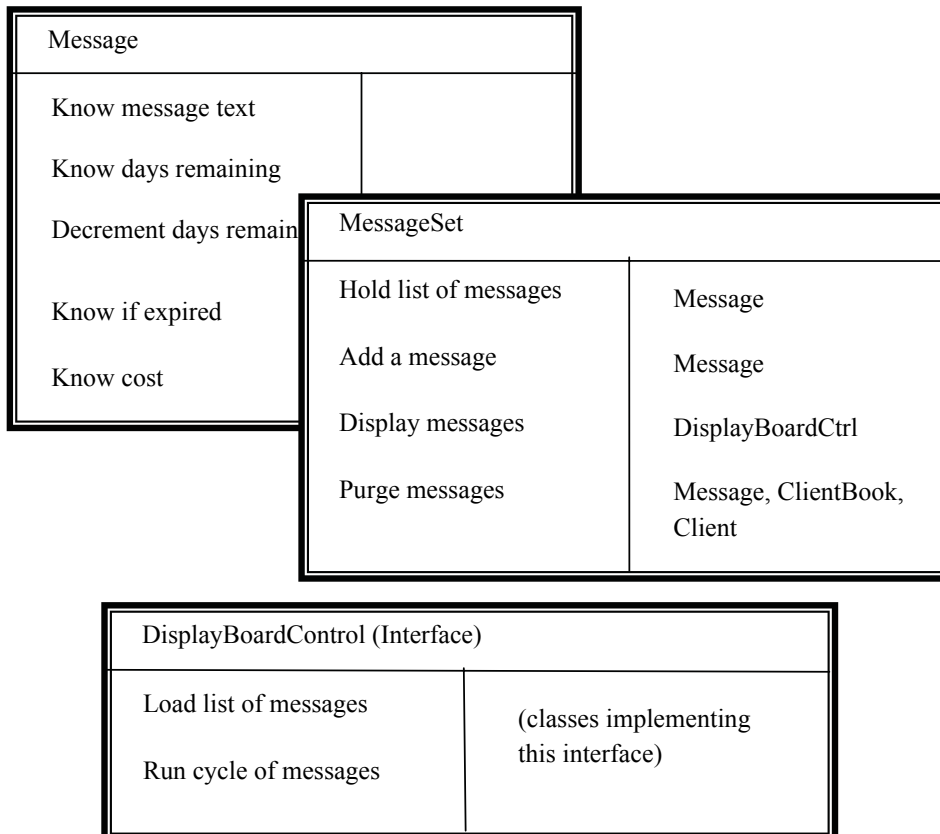 Message
Know message text
Know days remaining
Decrement days remain
Know if expired
Know cost
MessageSet
Hold list of messages
Message
Add a message
Message
Display messages
DisplayBoardCtrl
Purge messages
Message, ClientBook,
Client
DisplayBoardControl (Interface)
Load list of messages
Run cycle of messages
(classes implementing
this interface)